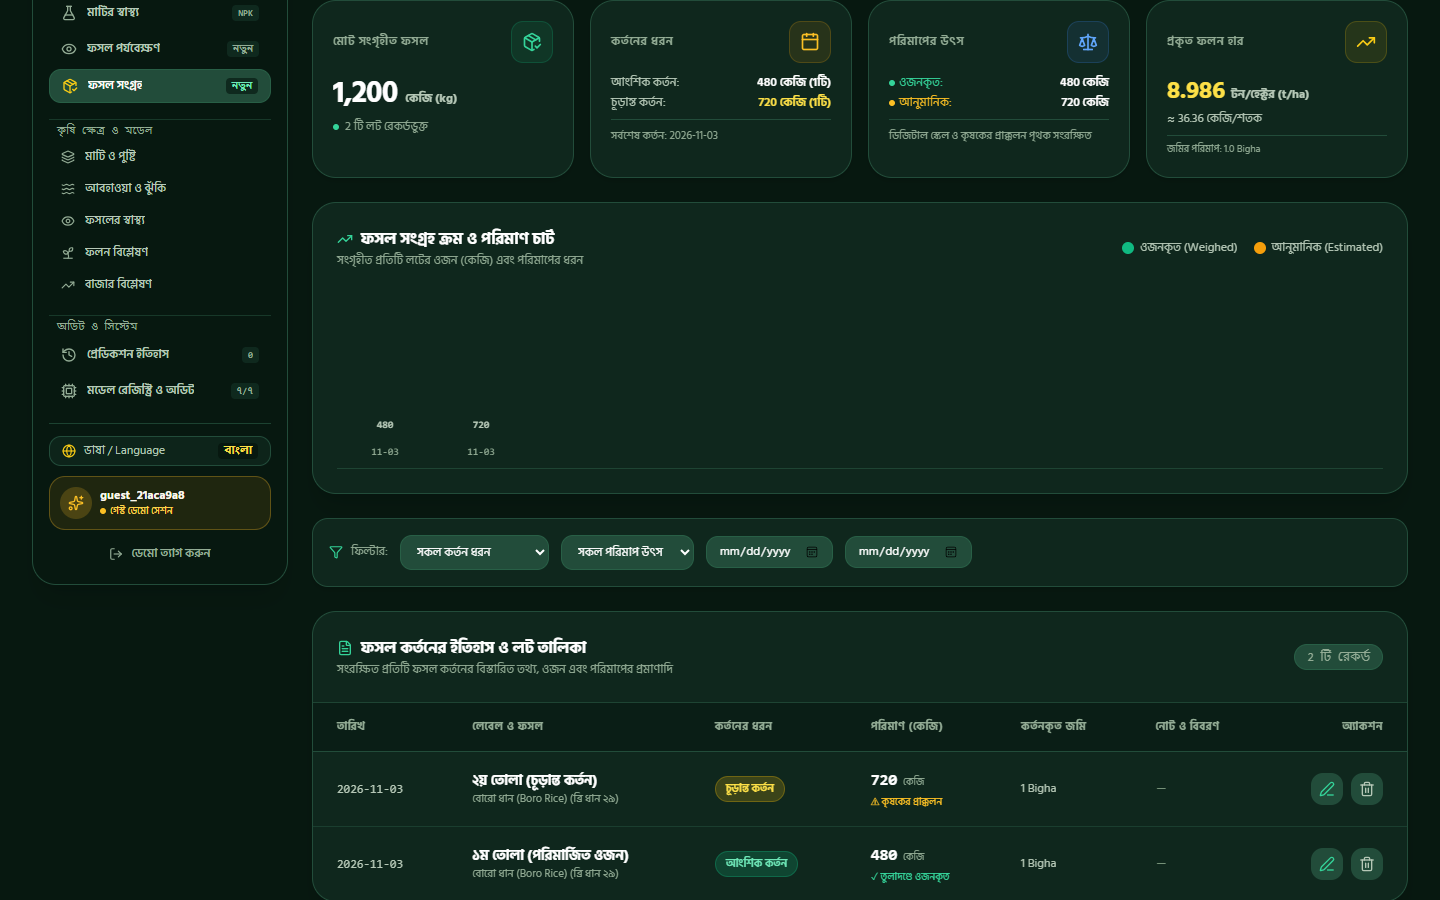 মাটির স্বাস্থ্য NPK
ফসল পর্যবেক্ষণ নতুন
ফসল সংগ্রহ নতুন
কৃষি ক্ষেত্র ও মডেল
মাটি ও পুষ্টি
আবহাওয়া ও ঝুঁকি
ফসলের স্বাস্থ্য
ফলন বিশ্লেষণ
বাজার বিশ্লেষণ
অডিট ও সিস্টেম
প্রেডিকশন ইতিহাস 0
মডেল রেজিস্ট্রি ও অডিট ৭/৭
ভাষা / Language বাংলা
guest_21aca9a8
গেস্ট ডেমো সেশন
ডেমো ত্যাগ করুন
মোট সংগৃহীত ফসল
1,200 কেজি (kg)
2 টি লট রেকর্ডভুক্ত
কর্তনের ধরন
আংশিক কর্তন: 480 কেজি (1টি)
চূড়ান্ত কর্তন: 720 কেজি (1টি)
সর্বশেষ কর্তন: 2026-11-03
পরিমাপের উৎস
ওজনকৃত: 480 কেজি
আনুমানিক: 720 কেজি
ডিজিটাল স্কেল ও কৃষকের প্রাক্কলন পৃথক সংরক্ষিত
প্রকৃত ফলন হার
8.986 টন/হেক্টর (t/ha)
≈ 36.36 কেজি/শতক
জমির পরিমাপ: 1.0 Bigha
ফসল সংগ্রহ ক্রম ও পরিমাণ চার্ট
সংগৃহীত প্রতিটি লটের ওজন (কেজি) এবং পরিমাপের ধরন
ওজনকৃত (Weighed) আনুমানিক (Estimated)
480 720
11-03 11-03
ফিল্টার: সকল কর্তন ধরন সকল পরিমাপ উৎস mm/dd/yyyy mm/dd/yyyy
ফসল কর্তনের ইতিহাস ও লট তালিকা
সংরক্ষিত প্রতিটি ফসল কর্তনের বিস্তারিত তথ্য, ওজন এবং পরিমাপের প্রমাণাদি
2 টি রেকর্ড
তারিখ লেবেল ও ফসল কর্তনের ধরন পরিমাণ (কেজি) কর্তনকৃত জমি নোট ও বিবরণ অ্যাকশন
2026-11-03 ২য় তোলা (চূড়ান্ত কর্তন) চূড়ান্ত কর্তন 720 কেজি 1 Bigha —
বোরো ধান (Boro Rice) (ব্রি ধান ২৯) ⚠ কৃষকের প্রাক্কলন
2026-11-03 ১ম তোলা (পরিমার্জিত ওজন) আংশিক কর্তন 480 কেজি 1 Bigha —
বোরো ধান (Boro Rice) (ব্রি ধান ২৯) ✓ তুলাদণ্ডে ওজনকৃত